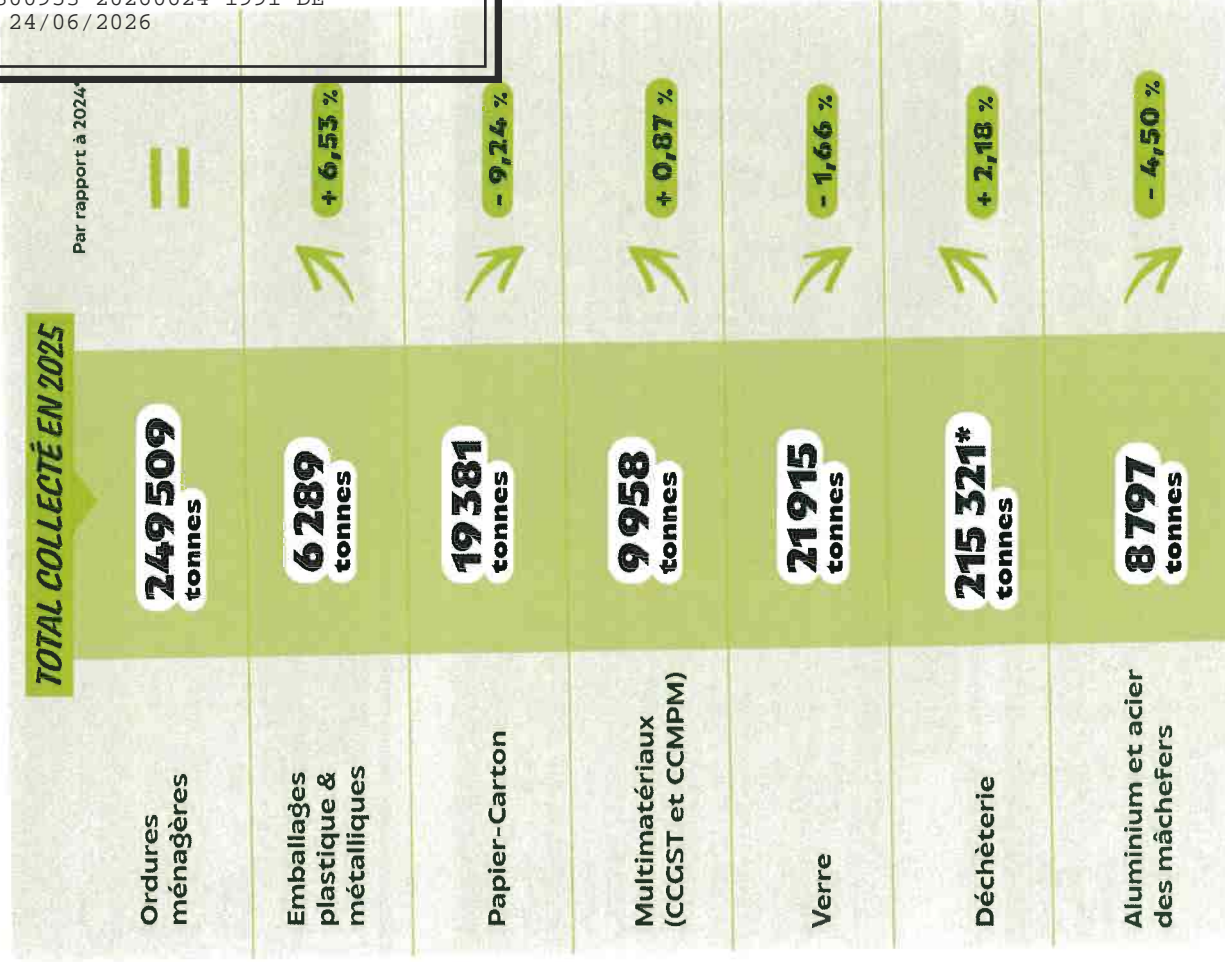 24/06/2026
TOTAL COLLECTÉ EN 2025
Par rapport à 2024*
Ordures
ménagères
249 509
tonnes
=
Emballages
plastique &
métalliques
6 289
tonnes
+ 6,53 %
Papier-Carton
19 381
tonnes
- 9,24 %
Multimatériaux
(CCGST et CCMPM)
9 958
tonnes
+ 0,87 %
Verre
21 915
tonnes
- 1,66 %
Déchèterie
215 321*
tonnes
+ 2,18 %
Aluminium et acier
des mâchefers
8 797
tonnes
- 4,50 %